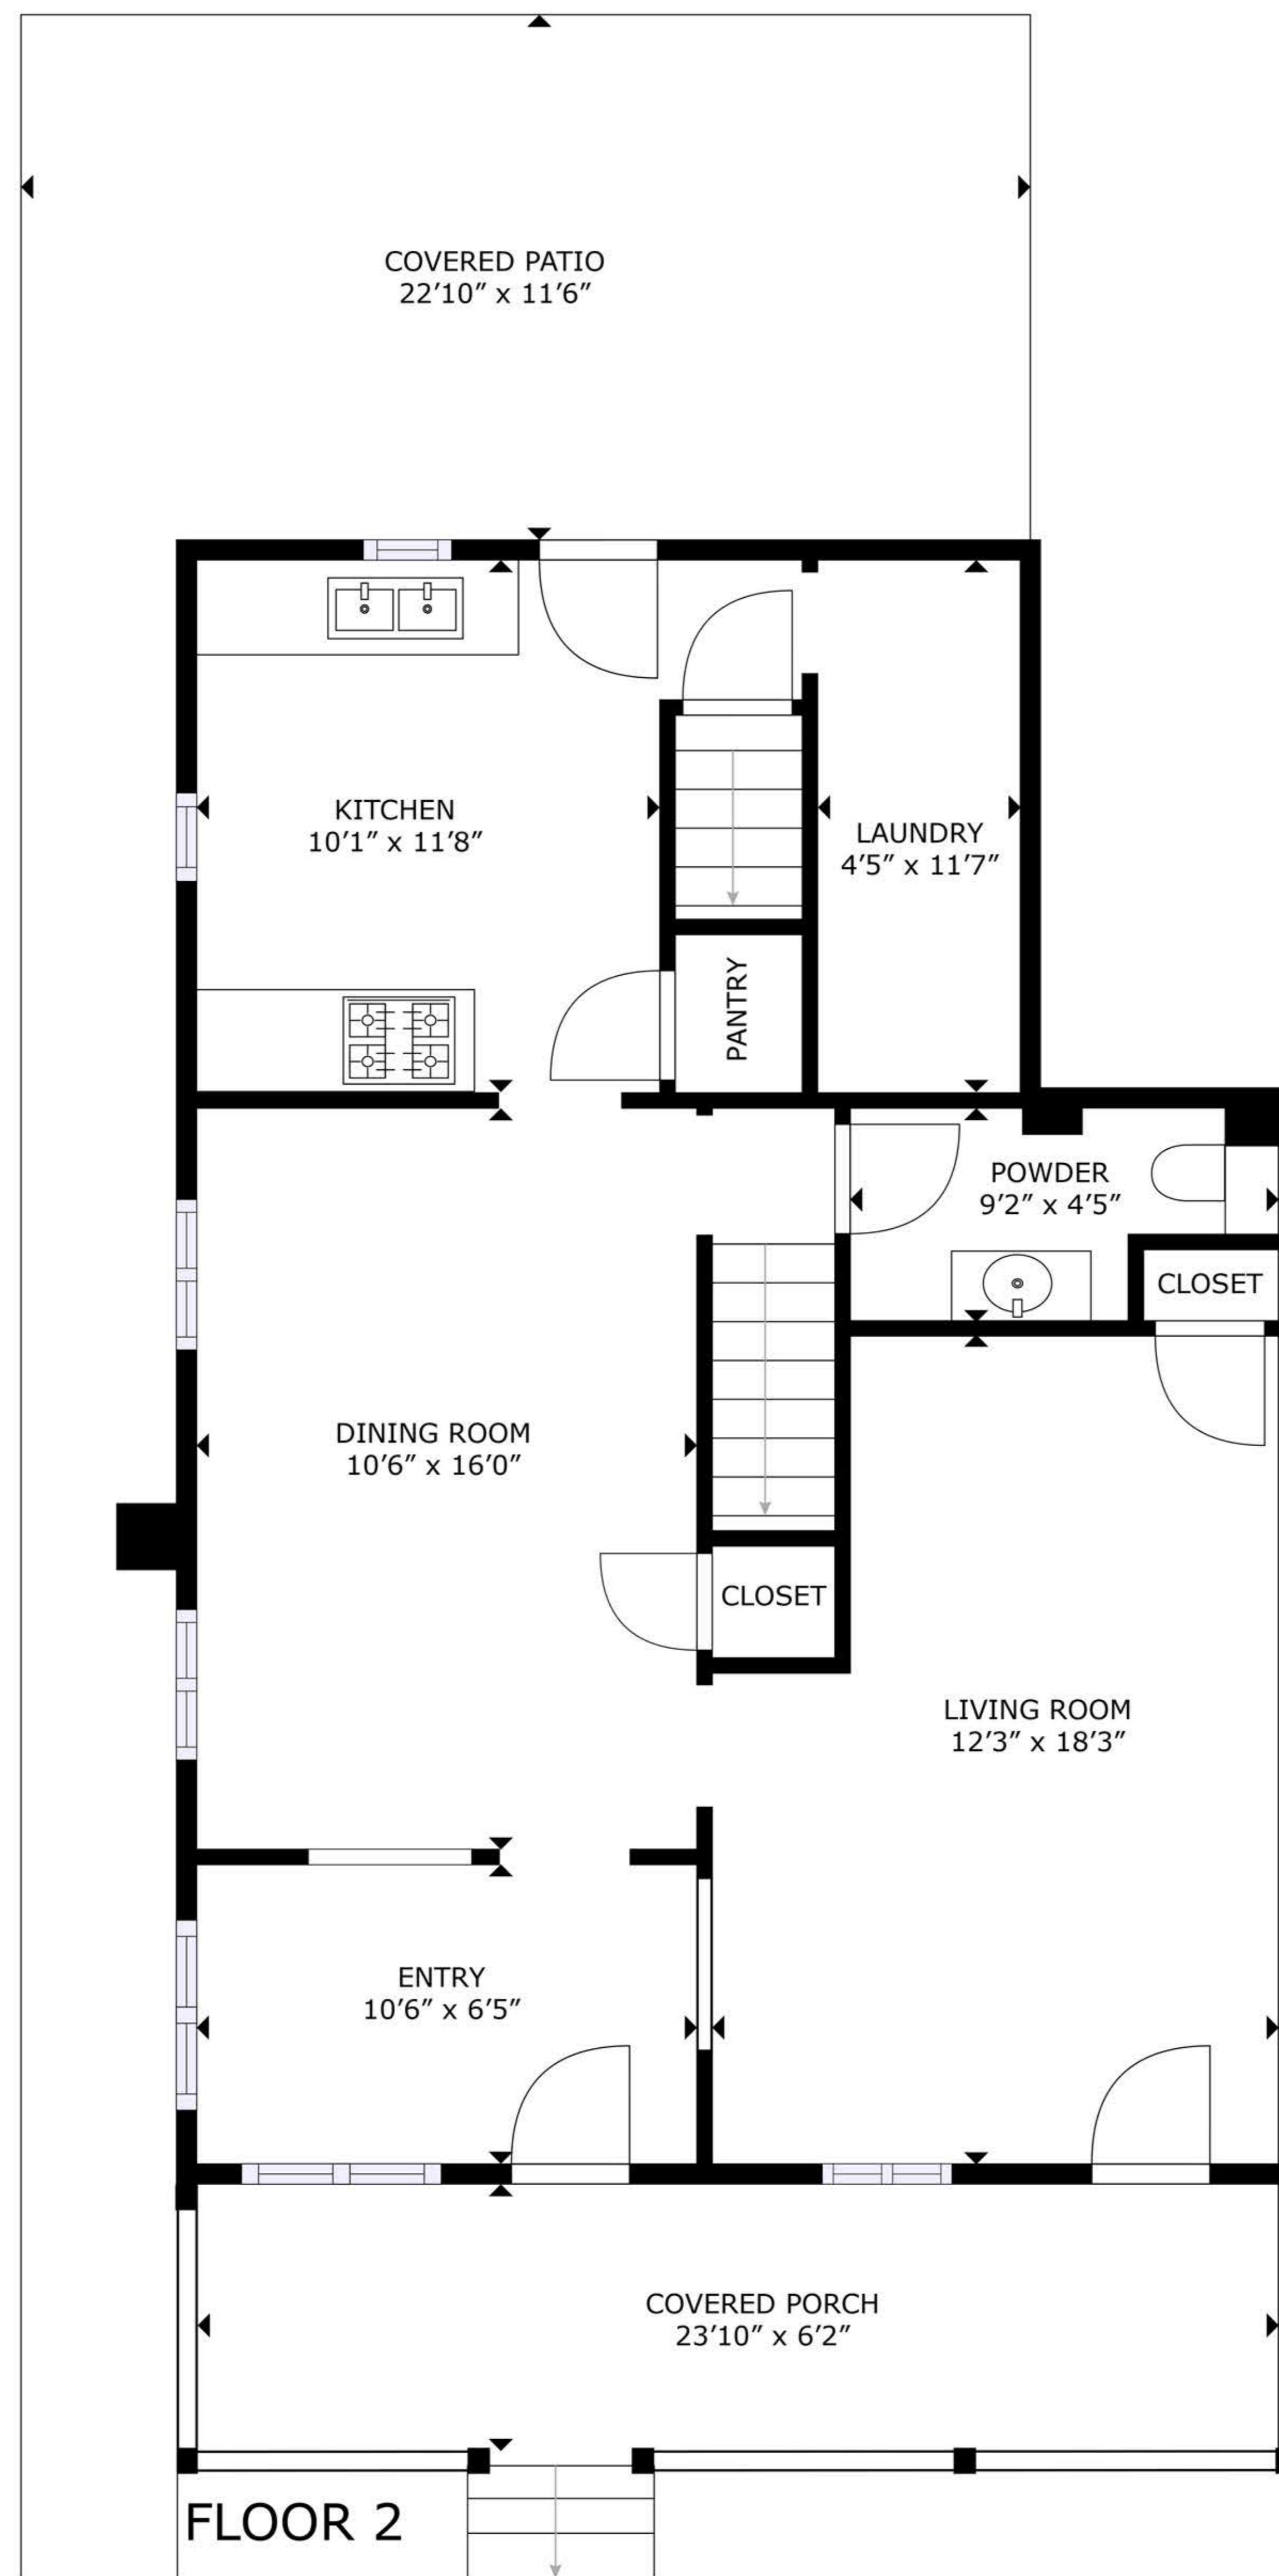 COVERED PATIO
22′10″ x 11′6″
KITCHEN
10′1″ x 11′8″
LAUNDRY
4′5″ x 11′7″
PANTRY
POWDER
9′2″ x 4′5″
CLOSET
DINING ROOM
10′6″ x 16′0″
CLOSET
LIVING ROOM
12′3″ x 18′3″
ENTRY
10′6″ x 6′5″
COVERED PORCH
23′10″ x 6′2″
FLOOR 2